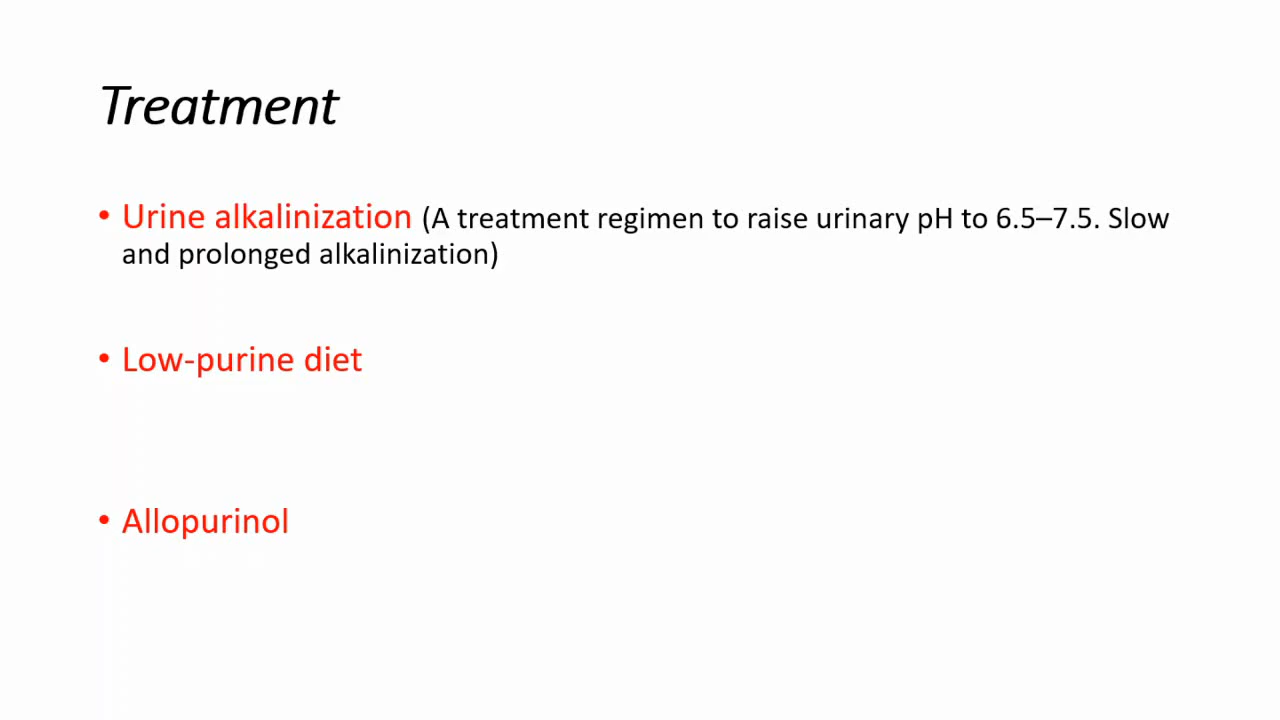 Treatment
• Urine alkalinization (A treatment regimen to raise urinary pH to 6.5–7.5. Slow
and prolonged alkalinization)
• Low-purine diet
• Allopurinol